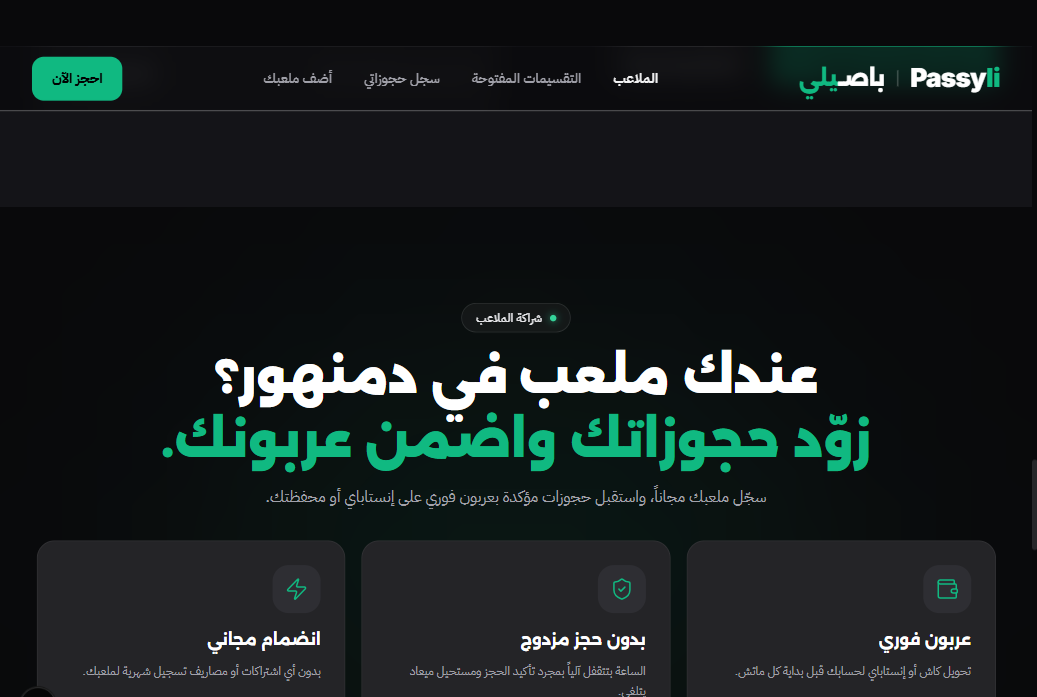 Passyli | باصيلي
الملاعب
التقسيمات المفتوحة
سجل حجوزاتي
أضف ملعبك
احجز الآن
شراكة الملاعب
عندك ملعب في دمنهور؟
زوّد حجوزاتك واضمن عربونك.
سجّل ملعبك مجاناً، واستقبل حجوزات مؤكدة بعربون فوري على إنستاباي أو محفظتك.
عربون فوري
تحويل كاش أو إنستاباي لحسابك قبل بداية كل ماتش.
بدون حجز مزدوج
الساعة بتتقفل آلياً بمجرد تأكيد الحجز ومستحيل ميعاد
يتلغي.
انضمام مجاني
بدون أي اشتراكات أو مصاريف تسجيل شهرية لملعبك.